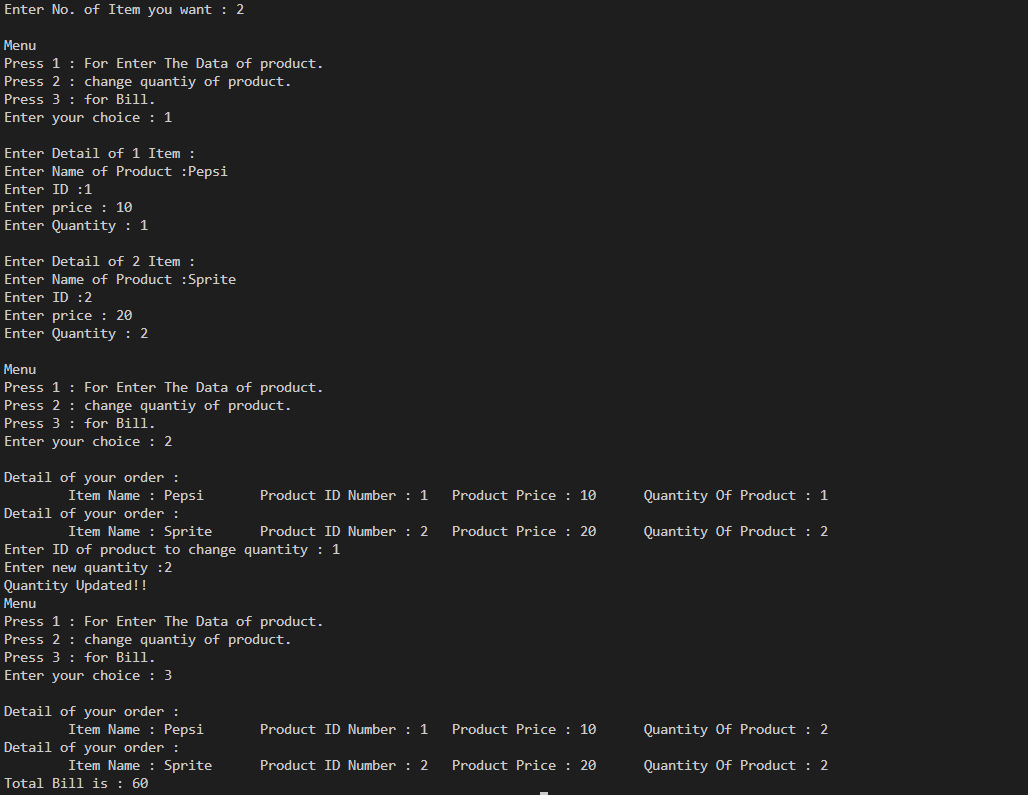 Enter No. of Item you want : 2
Menu
Press 1 : For Enter The Data of product.
Press 2 : change quantiy of product.
Press 3 : for Bill.
Enter your choice : 1
Enter Detail of 1 Item :
Enter Name of Product :Pepsi
Enter ID :1
Enter price : 10
Enter Quantity : 1
Enter Detail of 2 Item :
Enter Name of Product :Sprite
Enter ID :2
Enter price : 20
Enter Quantity : 2
Menu
Press 1 : For Enter The Data of product.
Press 2 : change quantiy of product.
Press 3 : for Bill.
Enter your choice : 2
Detail of your order :
Item Name : Pepsi Product ID Number : 1 Product Price : 10 Quantity Of Product : 1
Detail of your order :
Item Name : Sprite Product ID Number : 2 Product Price : 20 Quantity Of Product : 2
Enter ID of product to change quantity : 1
Enter new quantity :2
Quantity Updated!!
Menu
Press 1 : For Enter The Data of product.
Press 2 : change quantiy of product.
Press 3 : for Bill.
Enter your choice : 3
Detail of your order :
Item Name : Pepsi Product ID Number : 1 Product Price : 10 Quantity Of Product : 2
Detail of your order :
Item Name : Sprite Product ID Number : 2 Product Price : 20 Quantity Of Product : 2
Total Bill is : 60